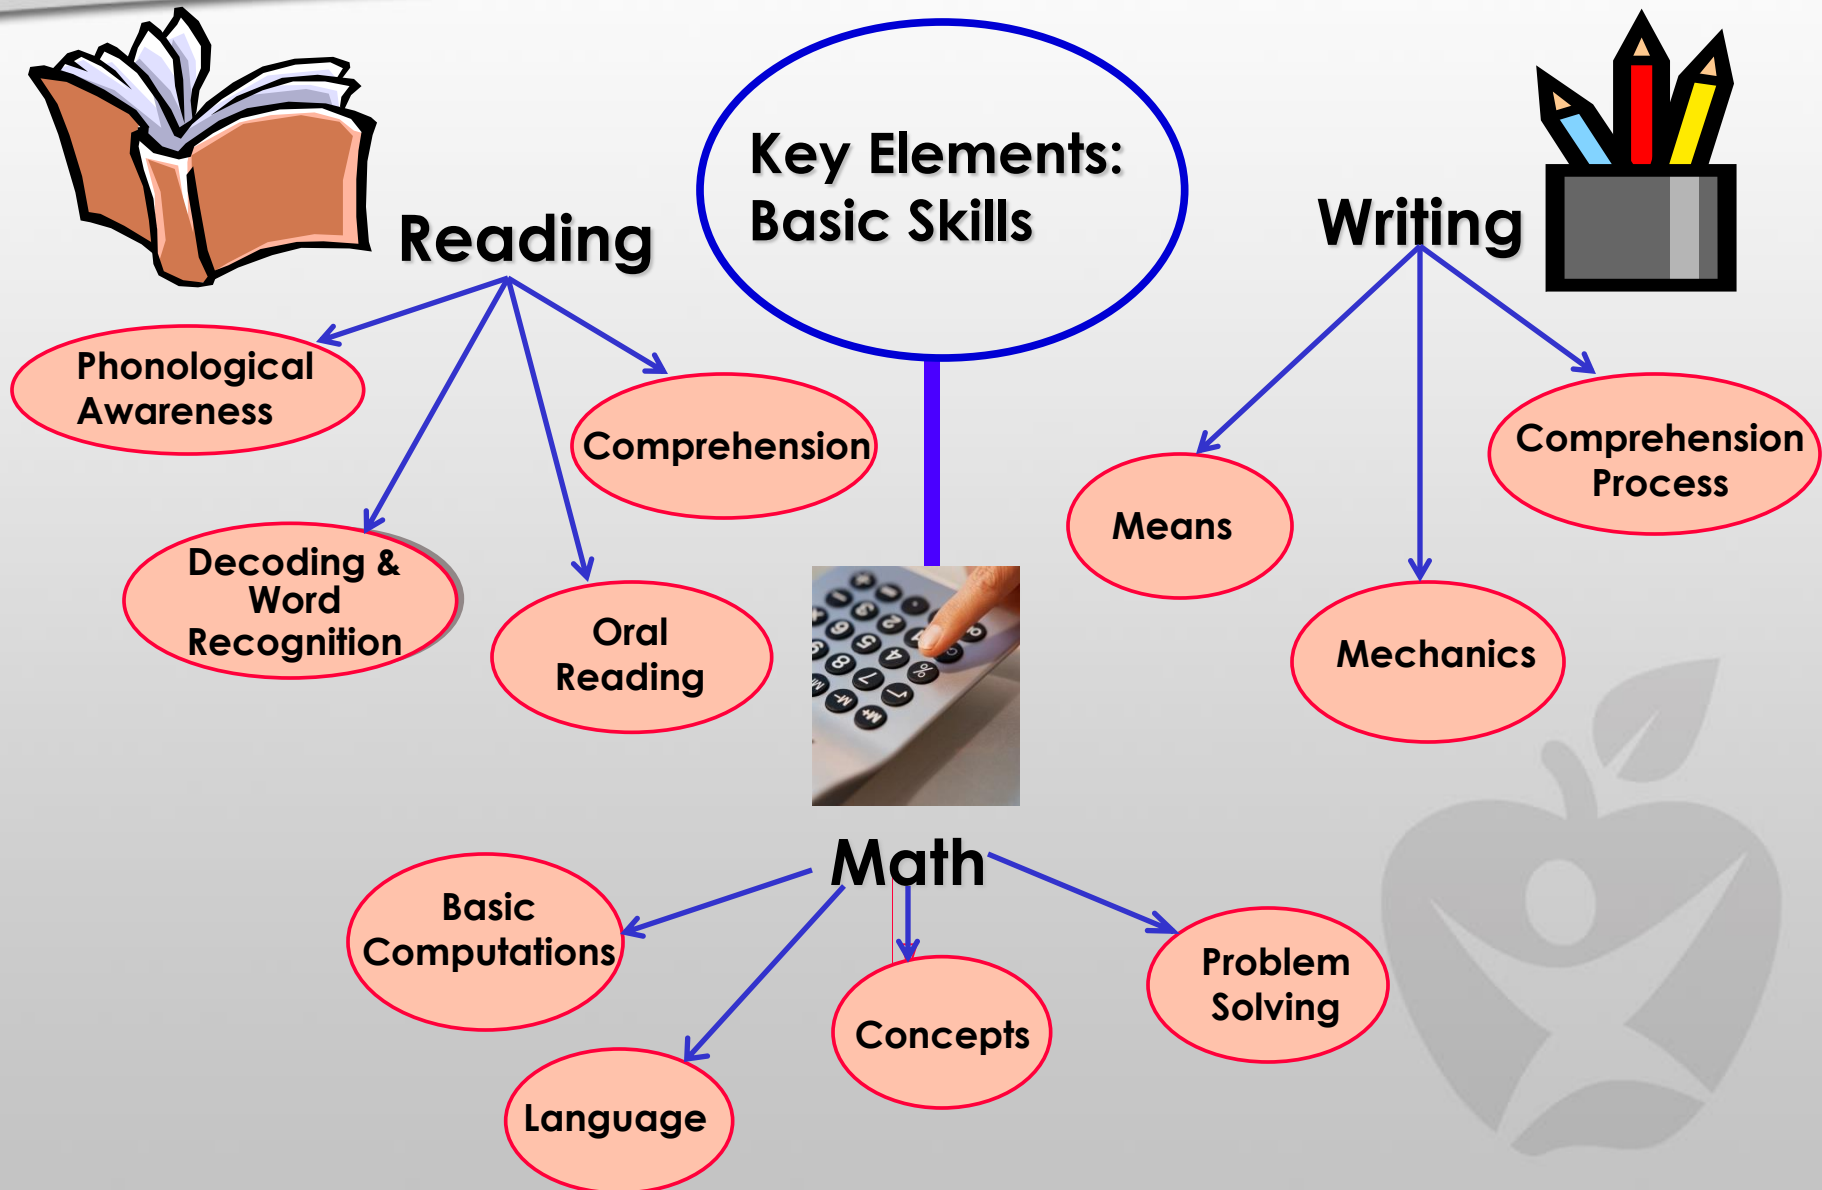 Key Elements:
Basic Skills
Reading
Phonological
Awareness
Decoding &
Word
Recognition
Oral
Reading
Comprehension
Writing
Means
Mechanics
Comprehension
Process
Math
Basic
Computations
Language
Concepts
Problem
Solving